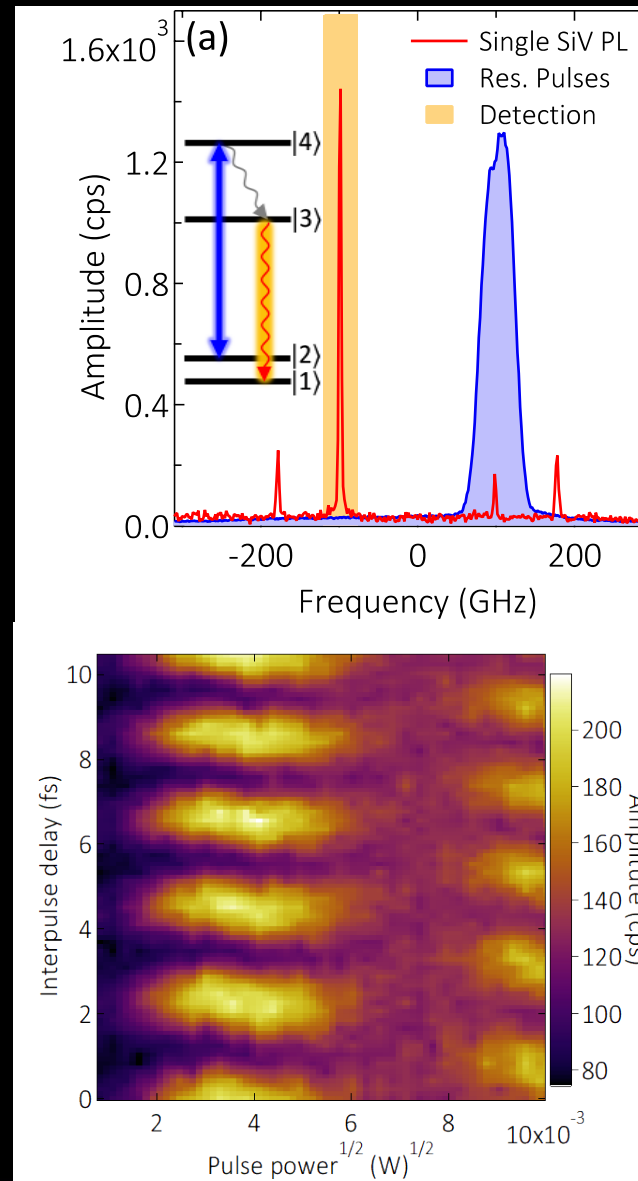 (a)
Single SiV PL
Res. Pulses
Detection
1.6x10³
1.2
0.8
0.4
0.0
Amplitude (cps)
|4⟩
|3⟩
|2⟩
|1⟩
-200
0
200
Frequency (GHz)
10
8
6
4
2
0
Interpulse delay (fs)
2
4
6
8
10x10⁻³
Pulse power^1/2 (W)^1/2
200
180
160
140
120
100
80
Amplitude (cps)